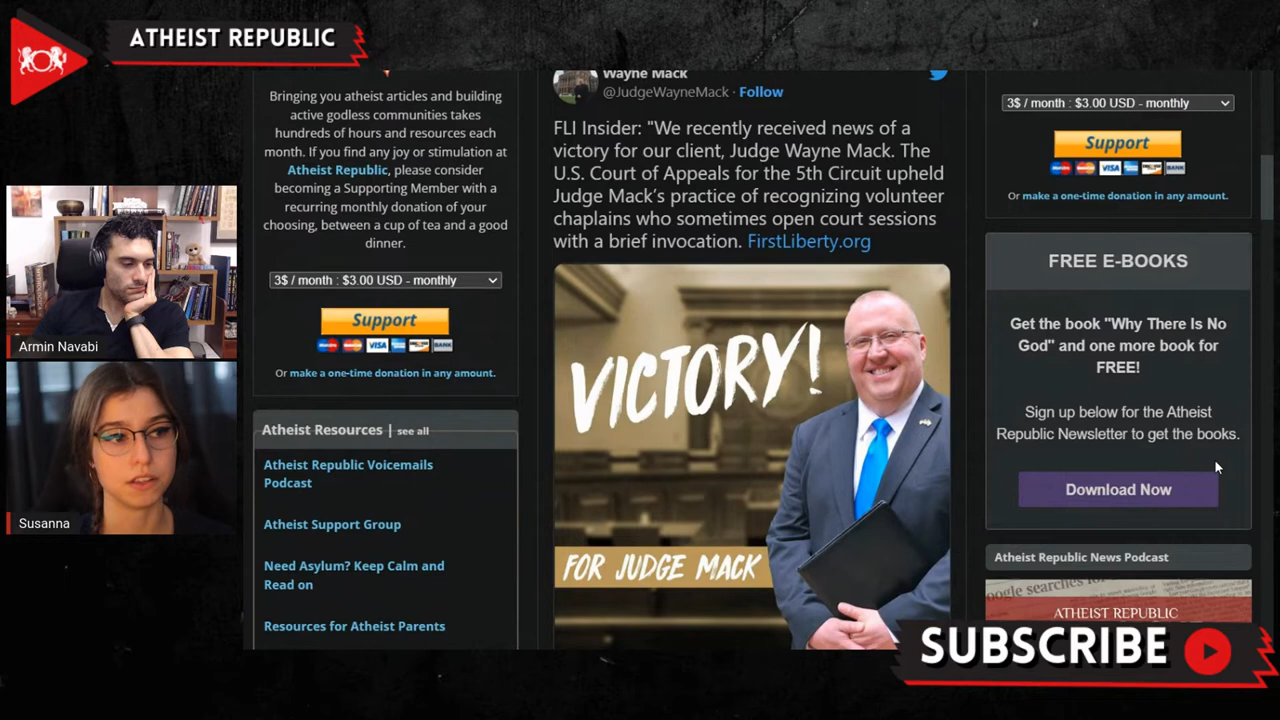 ATHEIST REPUBLIC
Armin Navabi
Susanna
Bringing you atheist articles and building
active godless communities takes
hundreds of hours and resources each
month. If you find any joy or stimulation at
Atheist Republic, please consider
becoming a Supporting Member with a
recurring monthly donation of your
choosing, between a cup of tea and a good
dinner.
3$ / month : $3.00 USD - monthly
Support
VISA
BANK
Or make a one-time donation in any amount.
Atheist Resources | see all
Atheist Republic Voicemails
Podcast
Atheist Support Group
Need Asylum? Keep Calm and
Read on
Resources for Atheist Parents
Wayne Mack
@JudgeWayneMack · Follow
FLI Insider: "We recently received news of a
victory for our client, Judge Wayne Mack. The
U.S. Court of Appeals for the 5th Circuit upheld
Judge Mack's practice of recognizing volunteer
chaplains who sometimes open court sessions
with a brief invocation. FirstLiberty.org
VICTORY!
FOR JUDGE MACK
3$ / month : $3.00 USD - monthly
Support
VISA
BANK
Or make a one-time donation in any amount.
FREE E-BOOKS
Get the book "Why There Is No
God" and one more book for
FREE!
Sign up below for the Atheist
Republic Newsletter to get the books.
Download Now
Atheist Republic News Podcast
oogle searches for
ATHEIST REPUBLIC
SUBSCRIBE